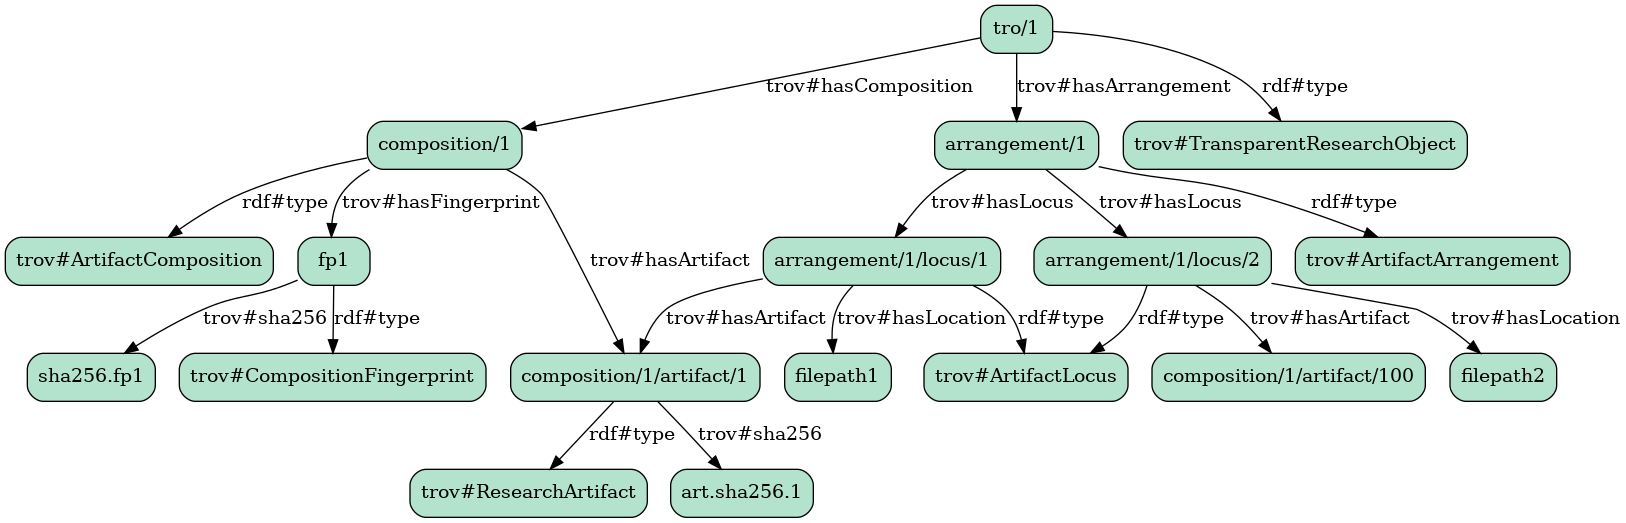 tro/1
trov#hasComposition
trov#hasArrangement
rdf#type
composition/1
arrangement/1
trov#TransparentResearchObject
rdf#type
trov#hasFingerprint
trov#hasLocus
trov#hasLocus
rdf#type
trov#ArtifactComposition
fp1
trov#hasArtifact
arrangement/1/locus/1
arrangement/1/locus/2
trov#ArtifactArrangement
trov#sha256
rdf#type
trov#hasArtifact
trov#hasLocation
rdf#type
rdf#type
trov#hasArtifact
trov#hasLocation
sha256.fp1
trov#CompositionFingerprint
composition/1/artifact/1
filepath1
trov#ArtifactLocus
composition/1/artifact/100
filepath2
rdf#type
trov#sha256
trov#ResearchArtifact
art.sha256.1